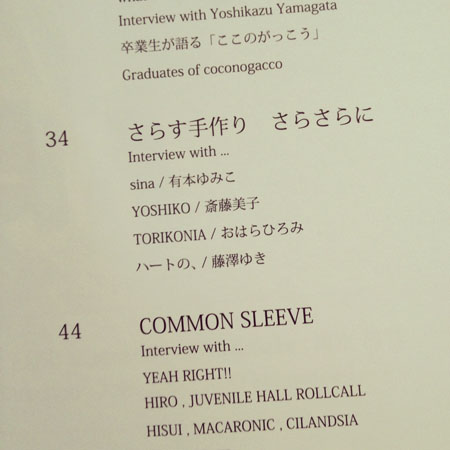 Interview with Yoshikazu Yamagata
卒業生が語る「ここのがっこう」
Graduates of coconogacco
34 さらす手作り　さらさらに
Interview with ...
sina / 有本ゆみこ
YOSHIKO / 斎藤美子
TORIKONIA / おはらひろみ
ハートの、/ 藤澤ゆき
44 COMMON SLEEVE
Interview with ...
YEAH RIGHT!!
HIRO , JUVENILE HALL ROLLCALL
HISUI , MACARONIC , CILANDSIA